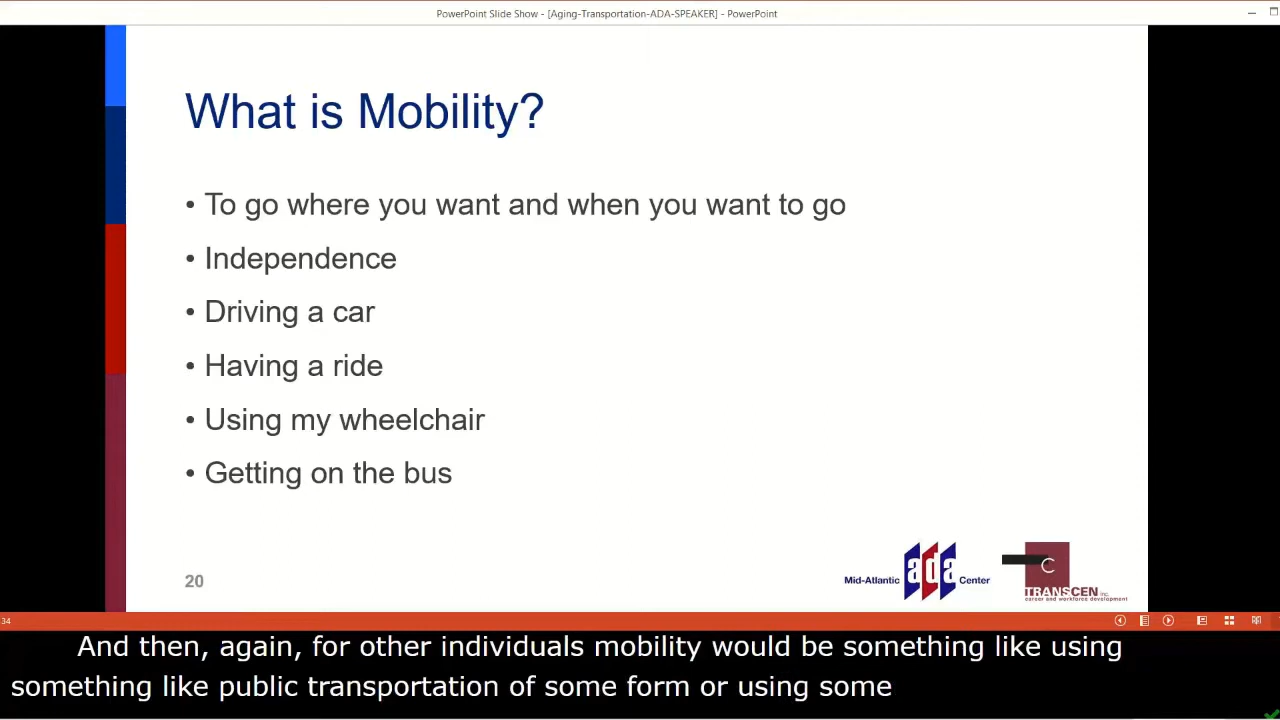 PowerPoint Slide Show - [Aging-Transportation-ADA-SPEAKER] - PowerPoint
What is Mobility?
• To go where you want and when you want to go
• Independence
• Driving a car
• Having a ride
• Using my wheelchair
• Getting on the bus
20
Mid-Atlantic ada Center
C
TRANSCEN inc.
career and workforce development
34
And then, again, for other individuals mobility would be something like using
something like public transportation of some form or using some